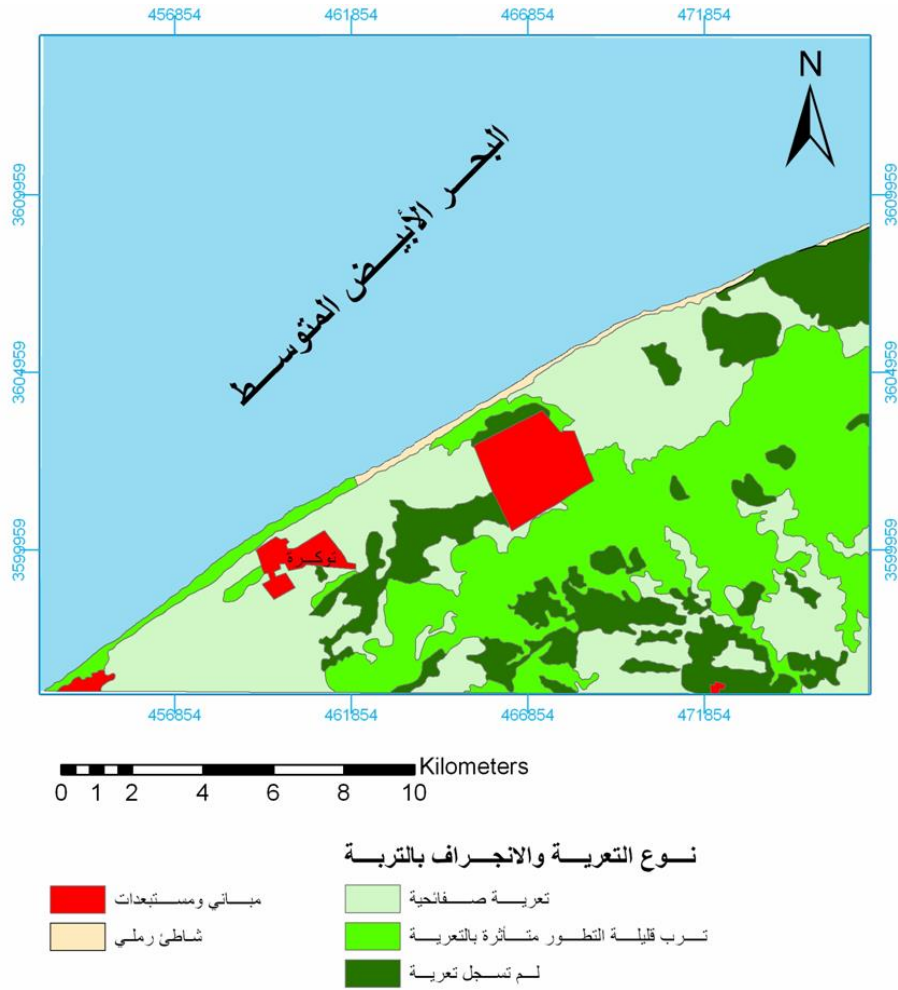 456854 461854 466854 471854
N
3609959 3609959
البحر الأبيض المتوسط
3604959 3604959
3599959 3599959
توكرة
456854 461854 466854 471854
Kilometers
0 1 2 4 6 8 10
نوع التعرية والانجراف بالتربة
مباني ومستبعدات
تعرية صفائحية
شاطئ رملي
ترب قليلة التطور متأثرة بالتعرية
لم تسجل تعرية